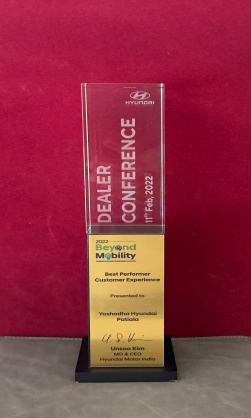 HYUNDAI
DEALER
CONFERENCE
11th Feb, 2022
2022
Beyond
Mobility
Best Performer
Customer Experience
Presented to
Yashodha Hyundai
Patiala
Unsoo Kim
MD & CEO
Hyundai Motor India